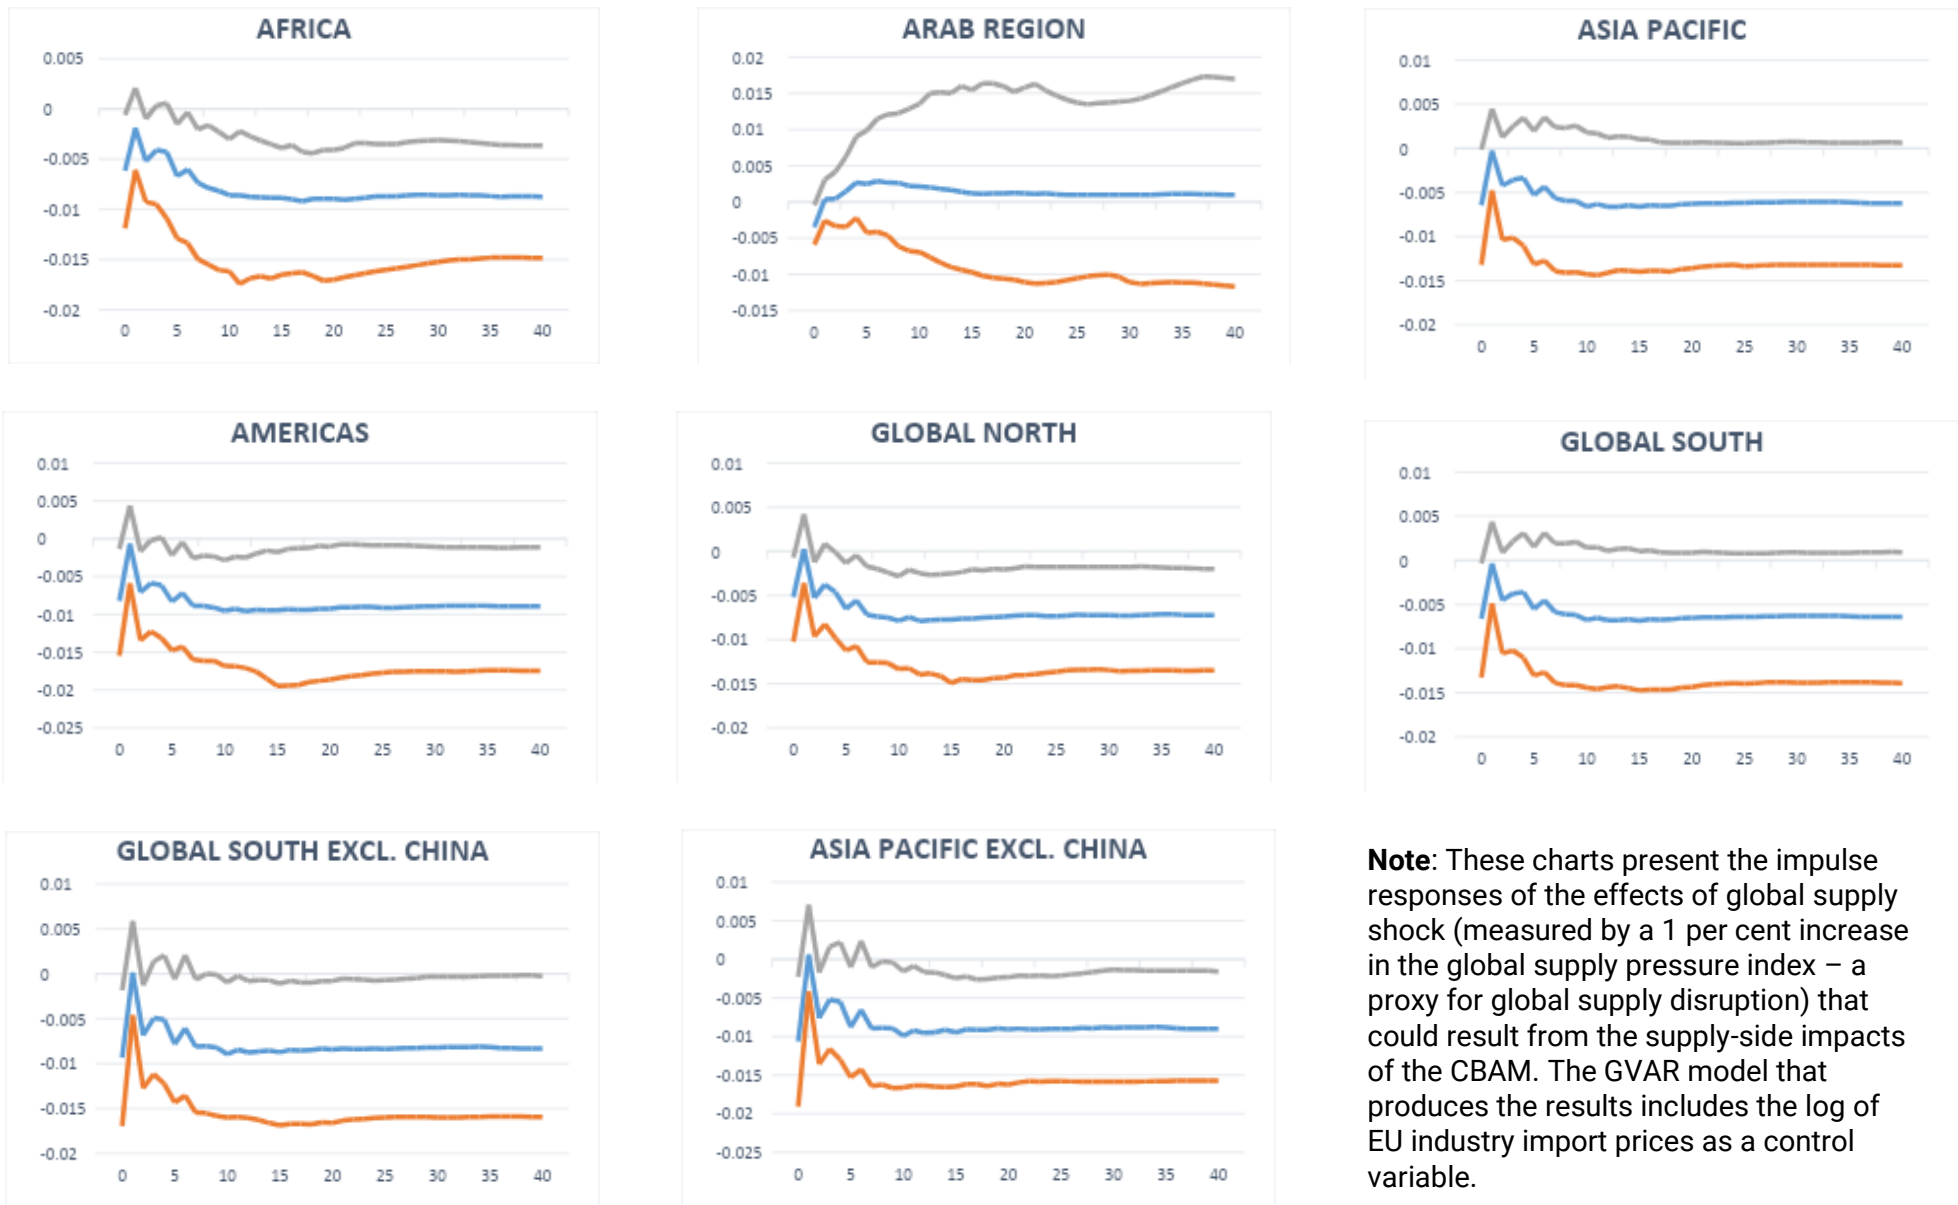 AFRICA
0.005
0
-0.005
-0.01
-0.015
-0.02
0 5 10 15 20 25 30 35 40
ARAB REGION
0.02
0.015
0.01
0.005
0
-0.005
-0.01
-0.015
0 5 10 15 20 25 30 35 40
ASIA PACIFIC
0.01
0.005
0
-0.005
-0.01
-0.015
-0.02
0 5 10 15 20 25 30 35 40
AMERICAS
0.01
0.005
0
-0.005
-0.01
-0.015
-0.02
-0.025
0 5 10 15 20 25 30 35 40
GLOBAL NORTH
0.01
0.005
0
-0.005
-0.01
-0.015
-0.02
0 5 10 15 20 25 30 35 40
GLOBAL SOUTH
0.01
0.005
0
-0.005
-0.01
-0.015
-0.02
0 5 10 15 20 25 30 35 40
GLOBAL SOUTH EXCL. CHINA
0.01
0.005
0
-0.005
-0.01
-0.015
-0.02
0 5 10 15 20 25 30 35 40
ASIA PACIFIC EXCL. CHINA
0.01
0.005
0
-0.005
-0.01
-0.015
-0.02
-0.025
0 5 10 15 20 25 30 35 40
Note: These charts present the impulse
responses of the effects of global supply
shock (measured by a 1 per cent increase
in the global supply pressure index – a
proxy for global supply disruption) that
could result from the supply-side impacts
of the CBAM. The GVAR model that
produces the results includes the log of
EU industry import prices as a control
variable.